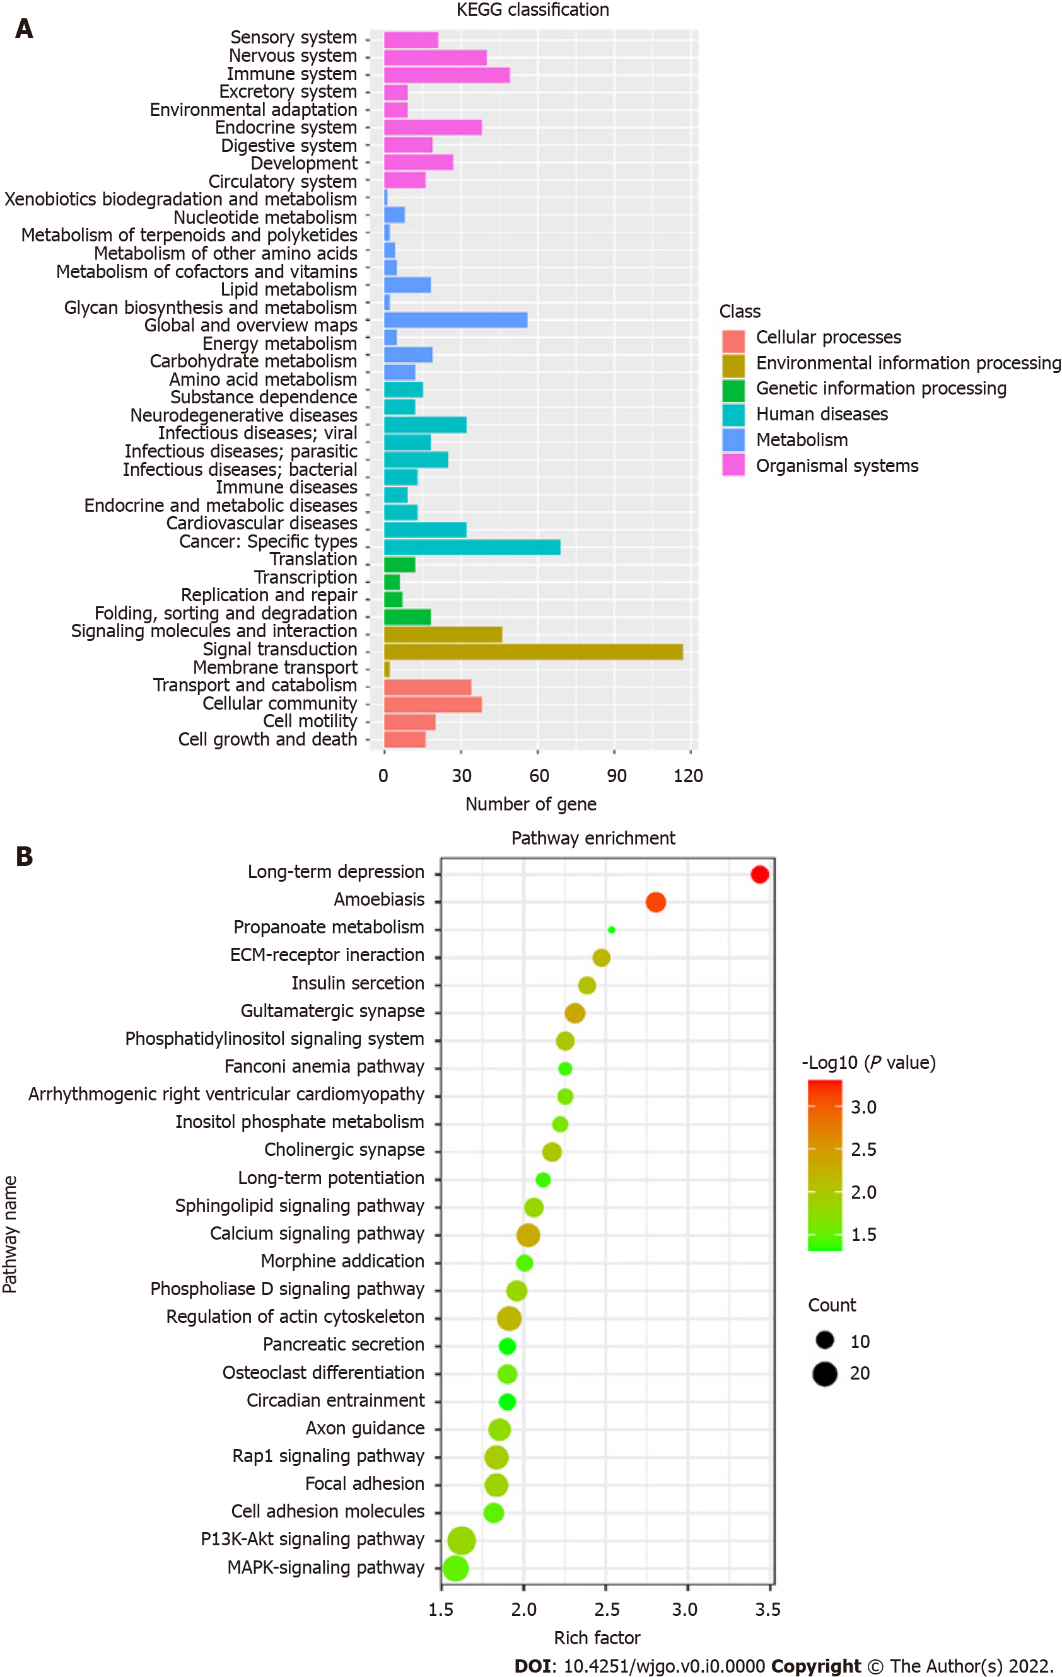 A
KEGG classification
Sensory system
Nervous system
Immune system
Excretory system
Environmental adaptation
Endocrine system
Digestive system
Development
Circulatory system
Xenobiotics biodegradation and metabolism
Nucleotide metabolism
Metabolism of terpenoids and polyketides
Metabolism of other amino acids
Metabolism of cofactors and vitamins
Lipid metabolism
Glycan biosynthesis and metabolism
Global and overview maps
Energy metabolism
Carbohydrate metabolism
Amino acid metabolism
Substance dependence
Neurodegenerative diseases
Infectious diseases; viral
Infectious diseases; parasitic
Infectious diseases; bacterial
Immune diseases
Endocrine and metabolic diseases
Cardiovascular diseases
Cancer: Specific types
Translation
Transcription
Replication and repair
Folding, sorting and degradation
Signaling molecules and interaction
Signal transduction
Membrane transport
Transport and catabolism
Cellular community
Cell motility
Cell growth and death
0 30 60 90 120
Number of gene
Class
Cellular processes
Environmental information processing
Genetic information processing
Human diseases
Metabolism
Organismal systems
B
Pathway enrichment
Pathway name
Long-term depression
Amoebiasis
Propanoate metabolism
ECM-receptor ineraction
Insulin sercetion
Gultamatergic synapse
Phosphatidylinositol signaling system
Fanconi anemia pathway
Arrhythmogenic right ventricular cardiomyopathy
Inositol phosphate metabolism
Cholinergic synapse
Long-term potentiation
Sphingolipid signaling pathway
Calcium signaling pathway
Morphine addication
Phospholiase D signaling pathway
Regulation of actin cytoskeleton
Pancreatic secretion
Osteoclast differentiation
Circadian entrainment
Axon guidance
Rap1 signaling pathway
Focal adhesion
Cell adhesion molecules
P13K-Akt signaling pathway
MAPK-signaling pathway
1.5 2.0 2.5 3.0 3.5
Rich factor
-Log10 (P value)
3.0
2.5
2.0
1.5
Count
10
20
DOI: 10.4251/wjgo.v0.i0.0000 Copyright © The Author(s) 2022.